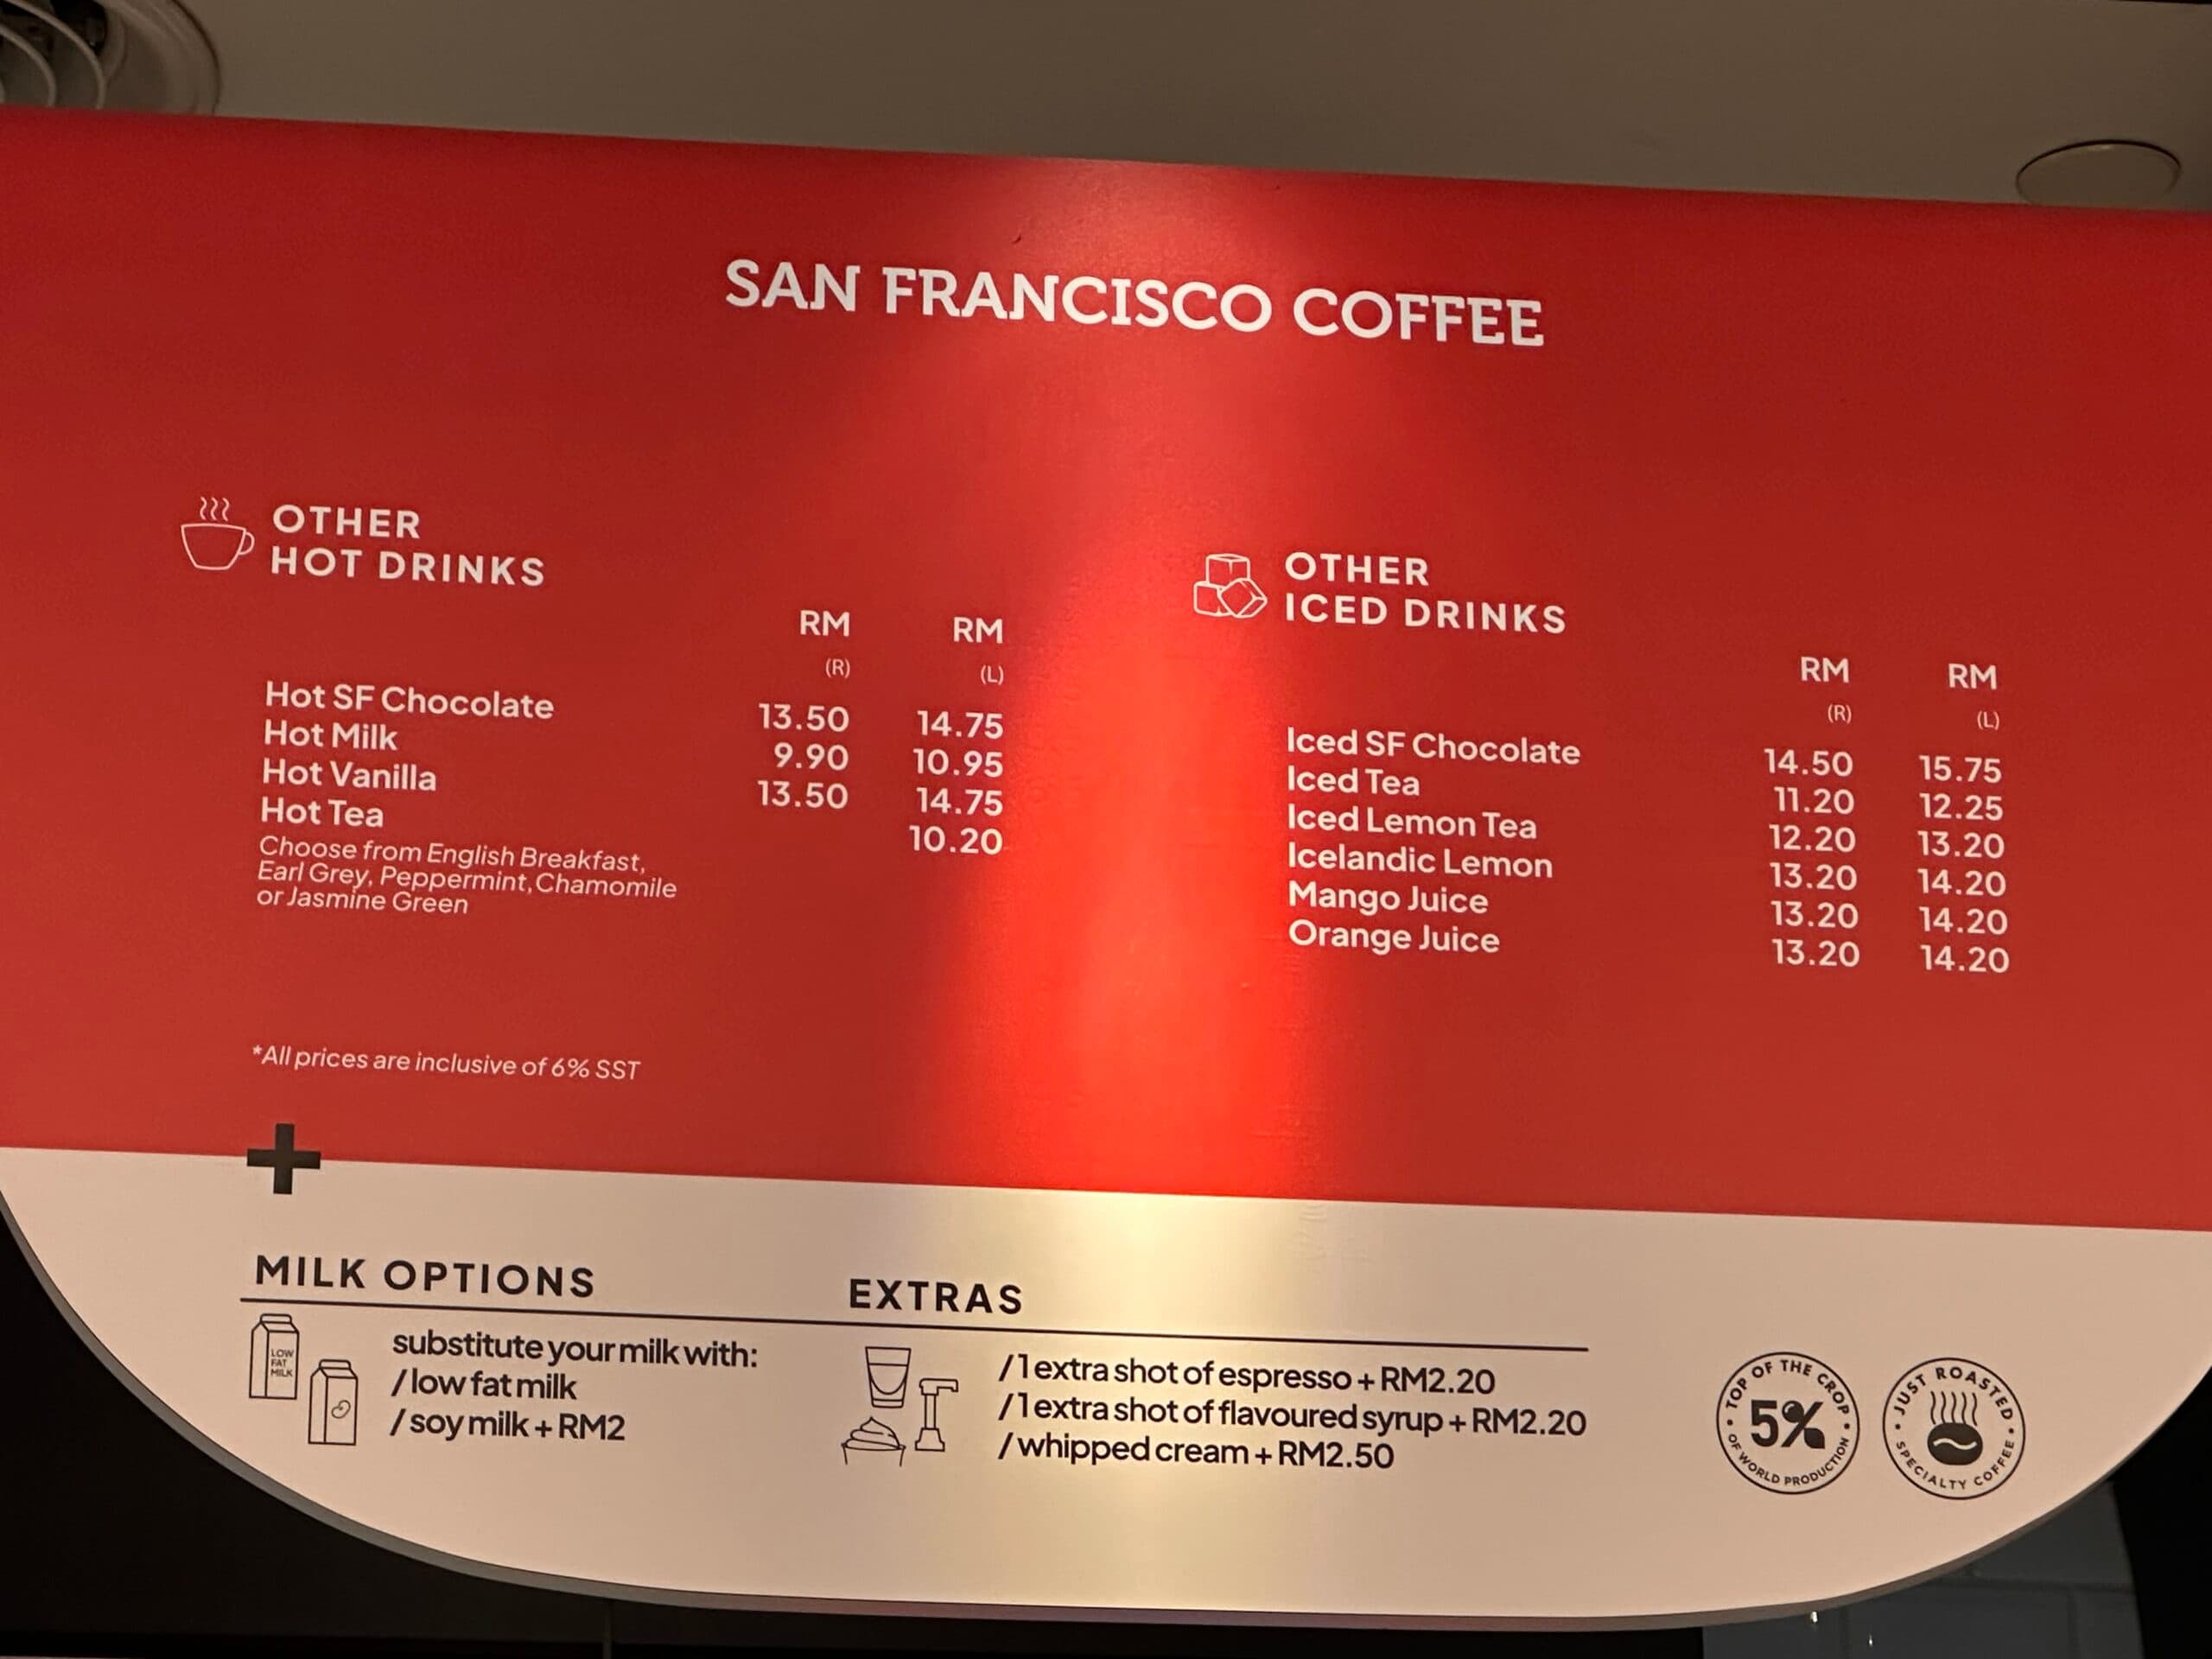 SAN FRANCISCO COFFEE
OTHER
HOT DRINKS
RM RM
(R) (L)
Hot SF Chocolate 13.50 14.75
Hot Milk 9.90 10.95
Hot Vanilla 13.50 14.75
Hot Tea 10.20
Choose from English Breakfast,
Earl Grey, Peppermint, Chamomile
or Jasmine Green
*All prices are inclusive of 6% SST
OTHER
ICED DRINKS
RM RM
(R) (L)
Iced SF Chocolate 14.50 15.75
Iced Tea 11.20 12.25
Iced Lemon Tea 12.20 13.20
Icelandic Lemon 13.20 14.20
Mango Juice 13.20 14.20
Orange Juice 13.20 14.20
+
MILK OPTIONS
LOW
FAT
MILK
substitute your milk with:
/ low fat milk
/ soy milk + RM2
EXTRAS
/ 1 extra shot of espresso + RM2.20
/ 1 extra shot of flavoured syrup + RM2.20
/ whipped cream + RM2.50
• TOP OF THE CROP •
5%
OF WORLD PRODUCTION
• JUST ROASTED •
SPECIALTY COFFEE